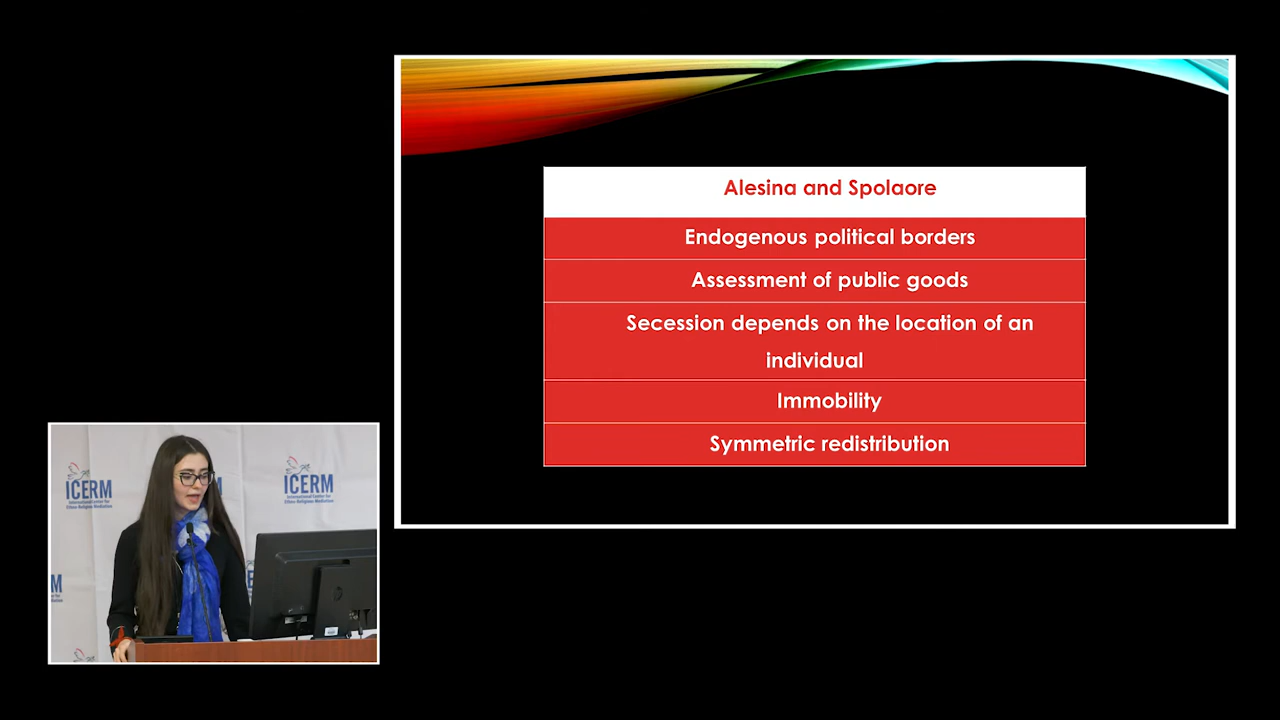 Alesina and Spolaore
Endogenous political borders
Assessment of public goods
Secession depends on the location of an
individual
Immobility
Symmetric redistribution
ICERM
International Center for
Ethno-Religious Mediation
ICERM
International Center for
Ethno-Religious Mediation